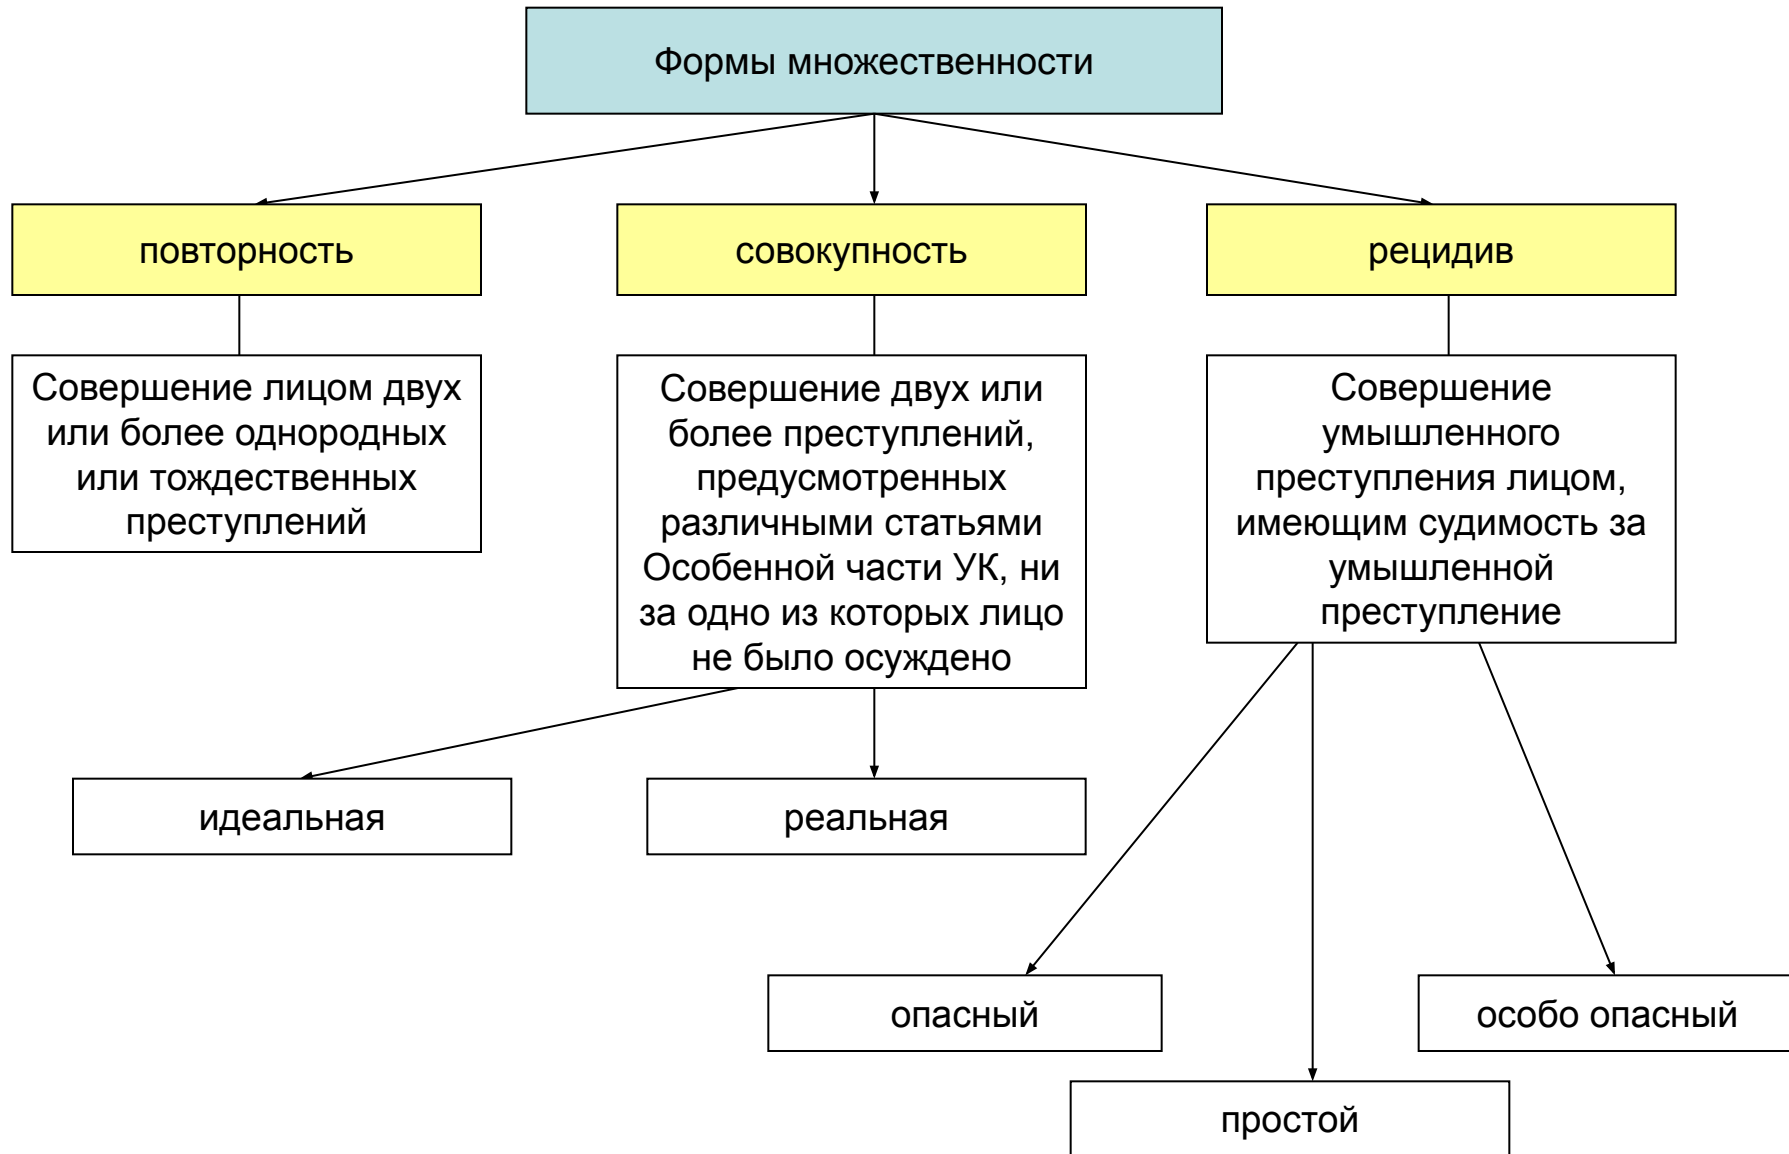 Формы множественности
повторность
совокупность
рецидив
Совершение лицом двух
или более однородных
или тождественных
преступлений
Совершение двух или
более преступлений,
предусмотренных
различными статьями
Особенной части УК, ни
за одно из которых лицо
не было осуждено
Совершение
умышленного
преступления лицом,
имеющим судимость за
умышленной
преступление
идеальная
реальная
опасный
особо опасный
простой